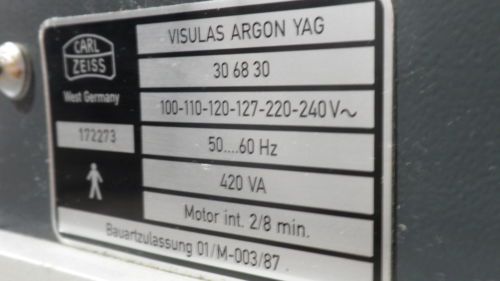 CARL
ZEISS
West Germany
172273
VISULAS ARGON YAG
30 68 30
100-110-120-127-220-240 V~
50....60 Hz
420 VA
Motor int. 2/8 min.
Bauartzulassung 01/M-003/87